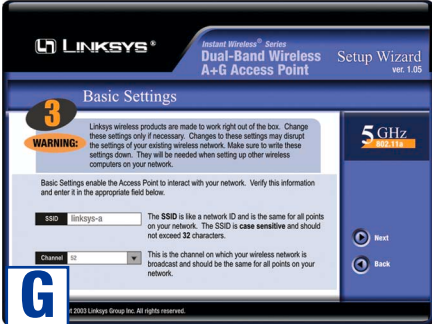 LINKSYS®
Instant Wireless® Series
Dual-Band Wireless
A+G Access Point
Setup Wizard
ver. 1.05
Basic Settings
3
WARNING:
Linksys wireless products are made to work right out of the box. Change
these settings only if necessary. Changes to these settings may disrupt
the settings of your existing wireless network. Make sure to write these
settings down. They will be needed when setting up other wireless
computers on your network.
5 GHz
802.11a
Basic Settings enable the Access Point to interact with your network. Verify this information
and enter it in the appropriate field below.
SSID
linksys-a
The SSID is like a network ID and is the same for all points
on your network. The SSID is case sensitive and should
not exceed 32 characters.
Channel
52
This is the channel on which your wireless network is
broadcast and should be the same for all points on your
network.
Next
Back
G
2003 Linksys Group Inc. All rights reserved.